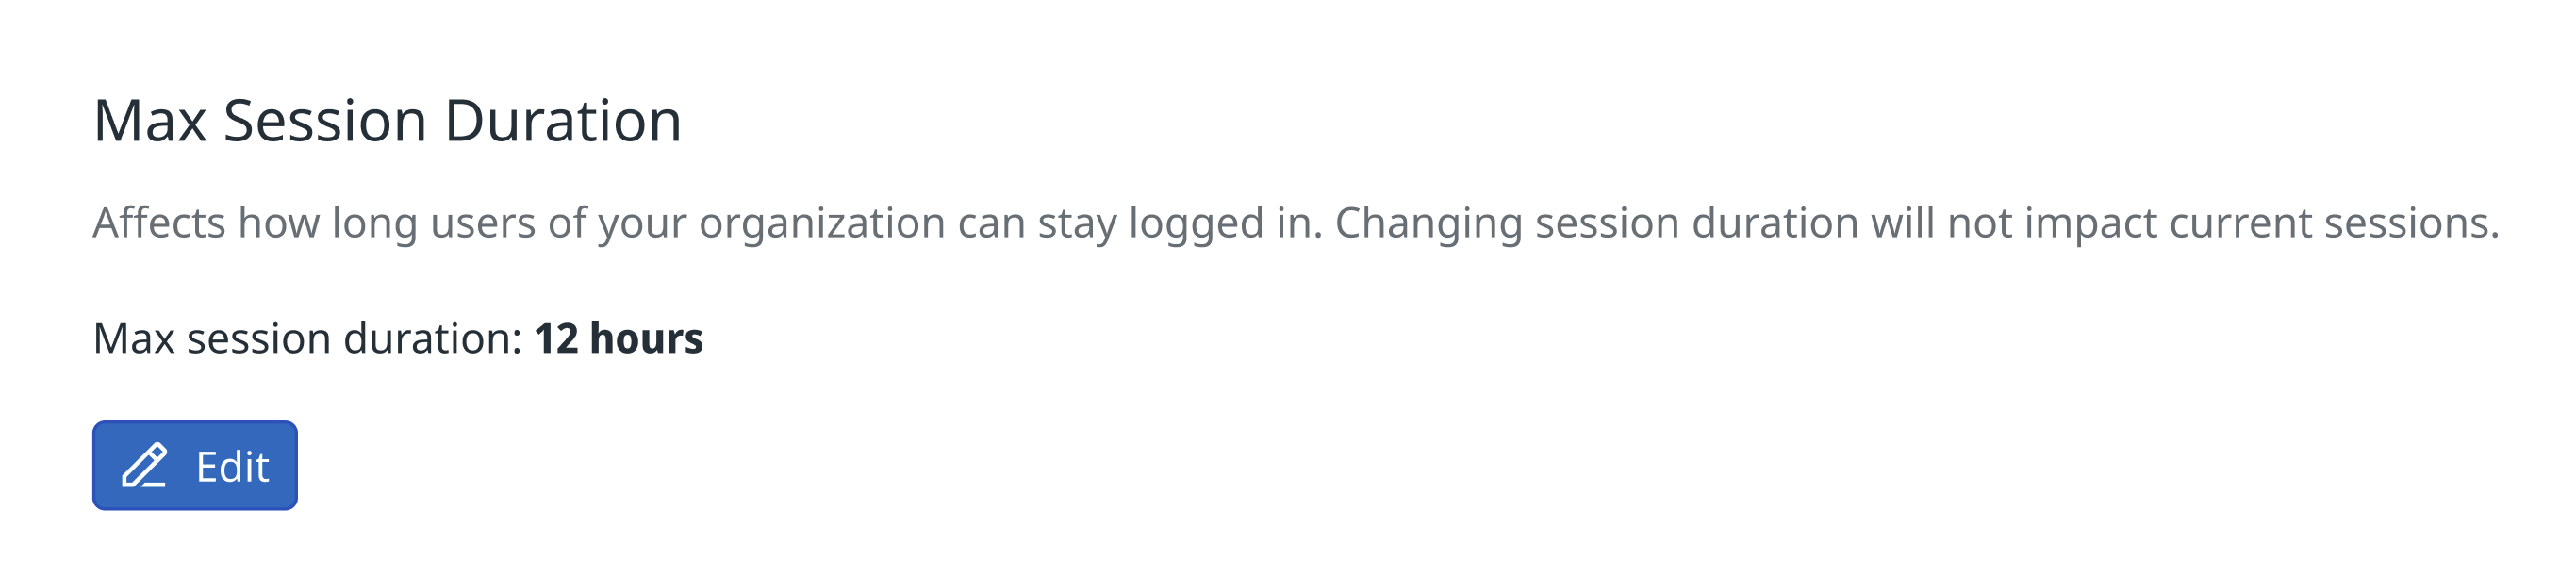 Max Session Duration
Affects how long users of your organization can stay logged in. Changing session duration will not impact current sessions.
Max session duration: 12 hours
Edit